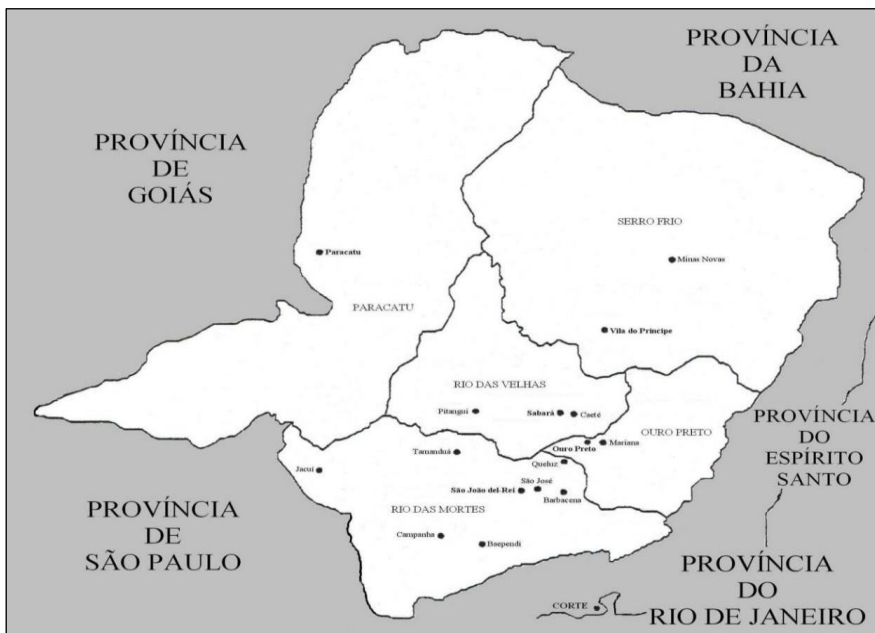 PROVÍNCIA
DA
BAHIA
PROVÍNCIA
DE
GOIÁS
SERRO FRIO
Paracatu
Minas Novas
PARACATU
Vila do Príncipe
RIO DAS VELHAS
Pitangui
Sabará
Caeté
OURO PRETO
PROVÍNCIA
DO
ESPÍRITO
SANTO
Ouro Preto
Mariana
Tamanduá
Queluz
Jacuí
São José
São João del-Rei
Barbacena
RIO DAS MORTES
PROVÍNCIA
DE
SÃO PAULO
Campanha
Baependi
PROVÍNCIA
DO
RIO DE JANEIRO
CORTE